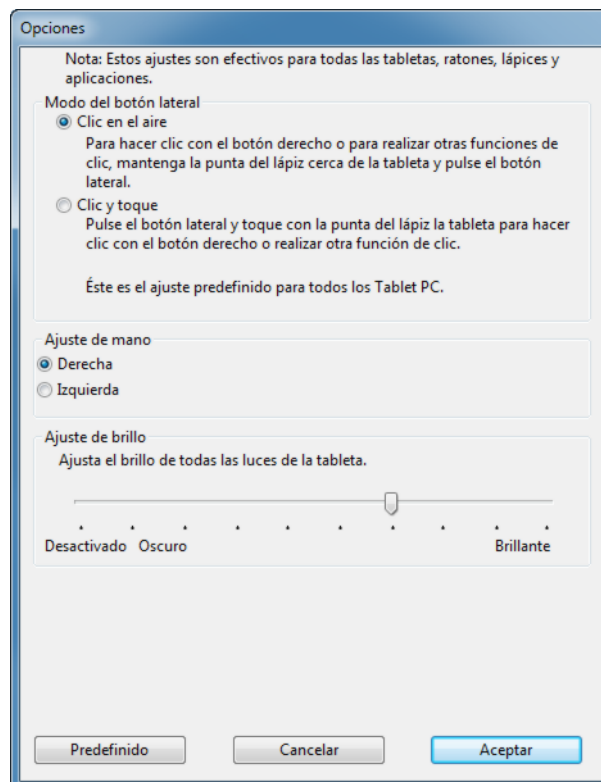 Opciones
Nota: Estos ajustes son efectivos para todas las tabletas, ratones, lápices y
aplicaciones.
Modo del botón lateral
Clic en el aire
Para hacer clic con el botón derecho o para realizar otras funciones de
clic, mantenga la punta del lápiz cerca de la tableta y pulse el botón
lateral.
Clic y toque
Pulse el botón lateral y toque con la punta del lápiz la tableta para hacer
clic con el botón derecho o realizar otra función de clic.
Éste es el ajuste predefinido para todos los Tablet PC.
Ajuste de mano
Derecha
Izquierda
Ajuste de brillo
Ajusta el brillo de todas las luces de la tableta.
Desactivado Oscuro Brillante
Predefinido Cancelar Aceptar